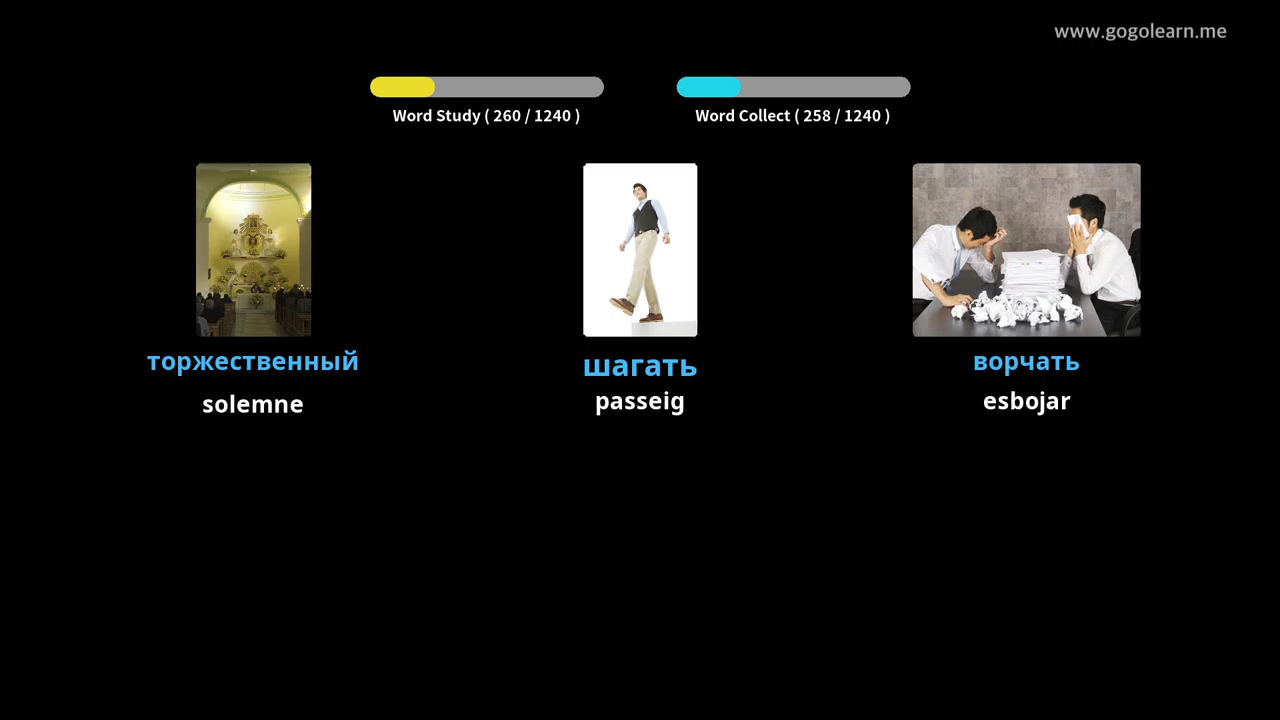 www.gogolearn.me
Word Study ( 260 / 1240 )
Word Collect ( 258 / 1240 )
торжественный
шагать
ворчать
solemne
passeig
esbojar